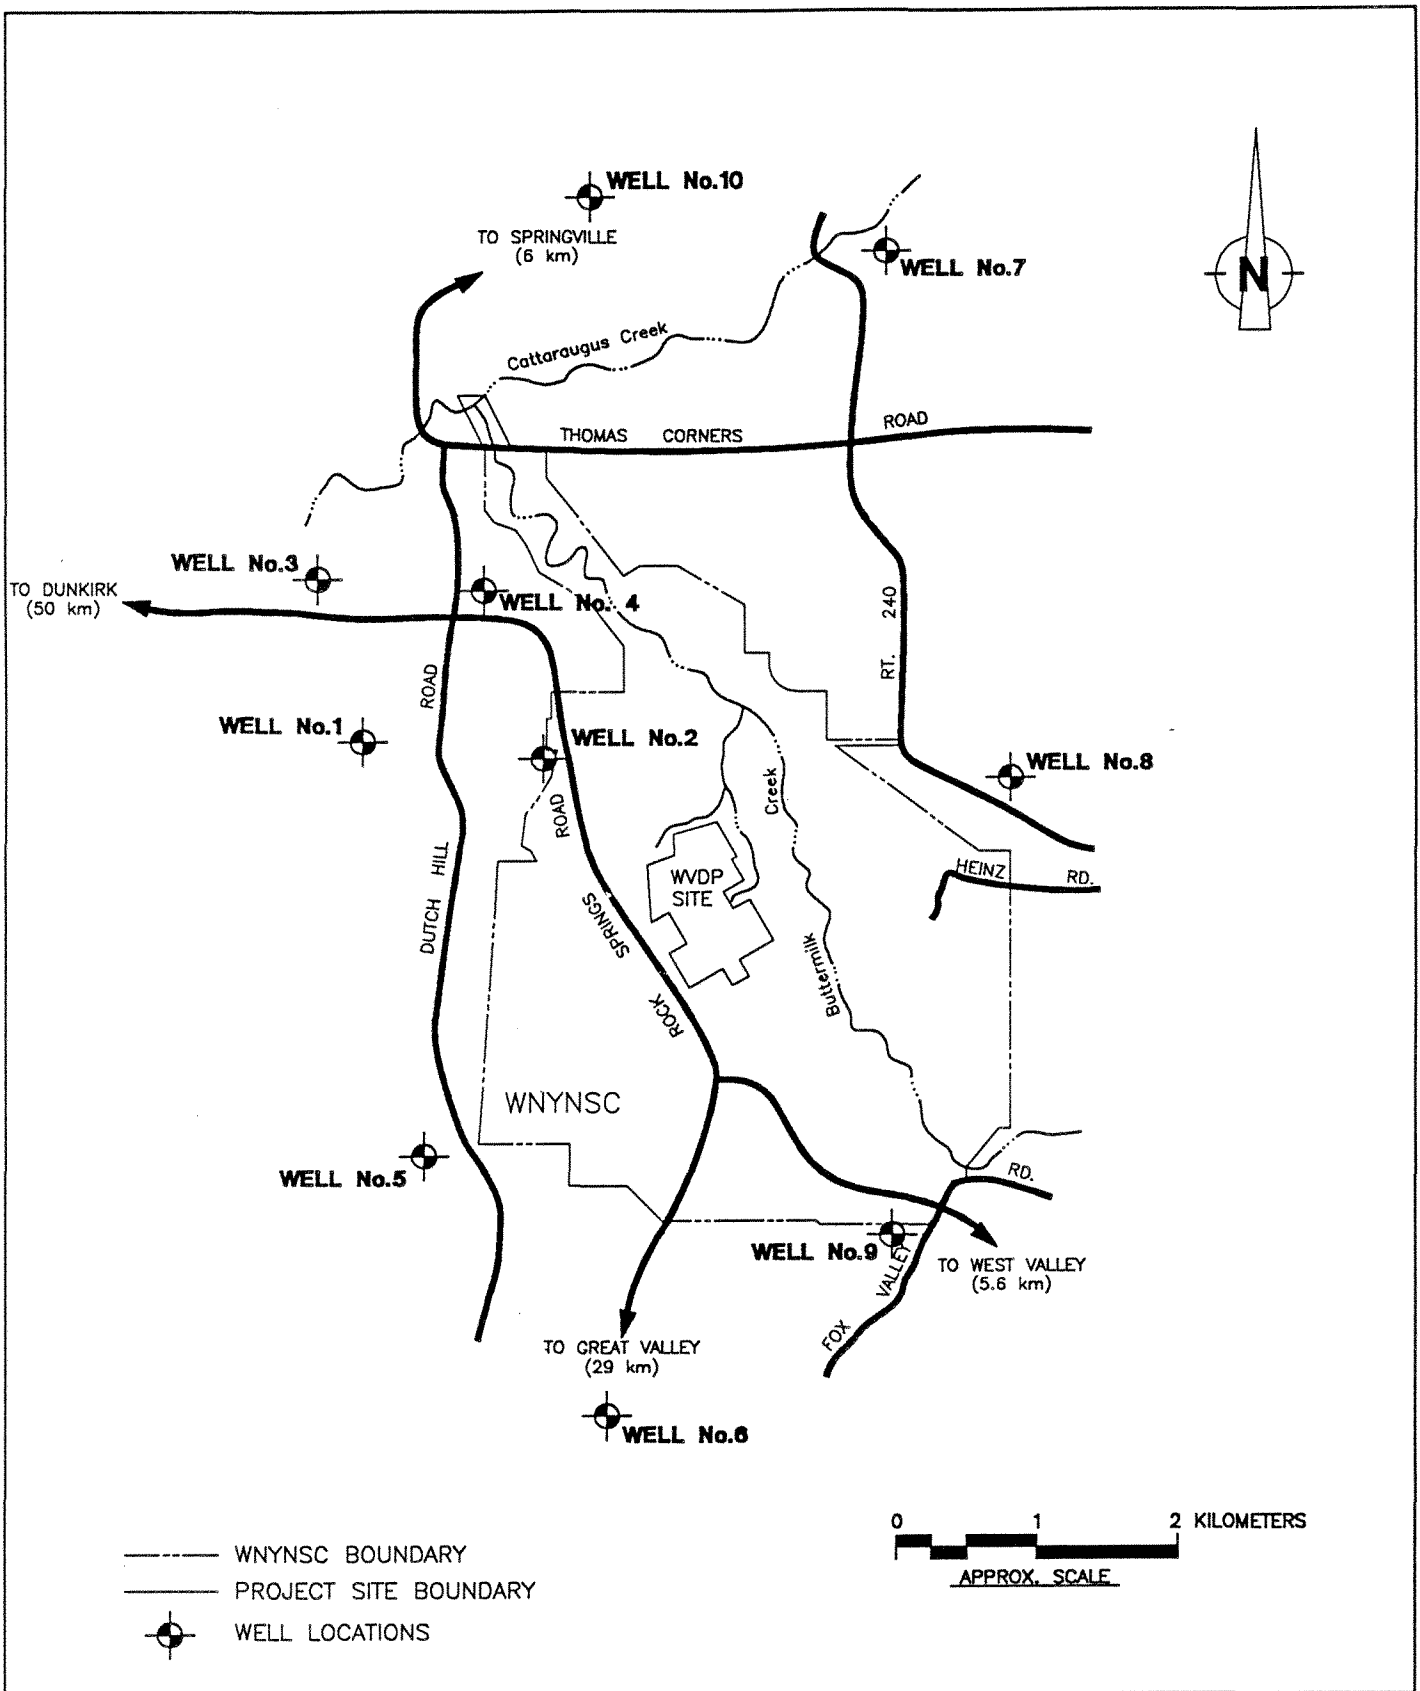 WELL No.10
TO SPRINGVILLE
(6 km)
WELL No.7
N
Cattaraugus Creek
THOMAS CORNERS ROAD
WELL No.3
TO DUNKIRK
(50 km)
WELL No. 4
RT. 240
ROAD
WELL No.1
WELL No.2
WELL No.8
Creek
ROAD
DUTCH HILL
HEINZ RD.
WVDP
SITE
SPRINGS
Buttermilk
ROCK
WNYNSC
WELL No.5
RD.
WELL No.9
VALLEY
TO WEST VALLEY
(5.6 km)
FOX
TO GREAT VALLEY
(29 km)
WELL No.6
0 1 2 KILOMETERS
APPROX. SCALE
WNYNSC BOUNDARY
PROJECT SITE BOUNDARY
WELL LOCATIONS